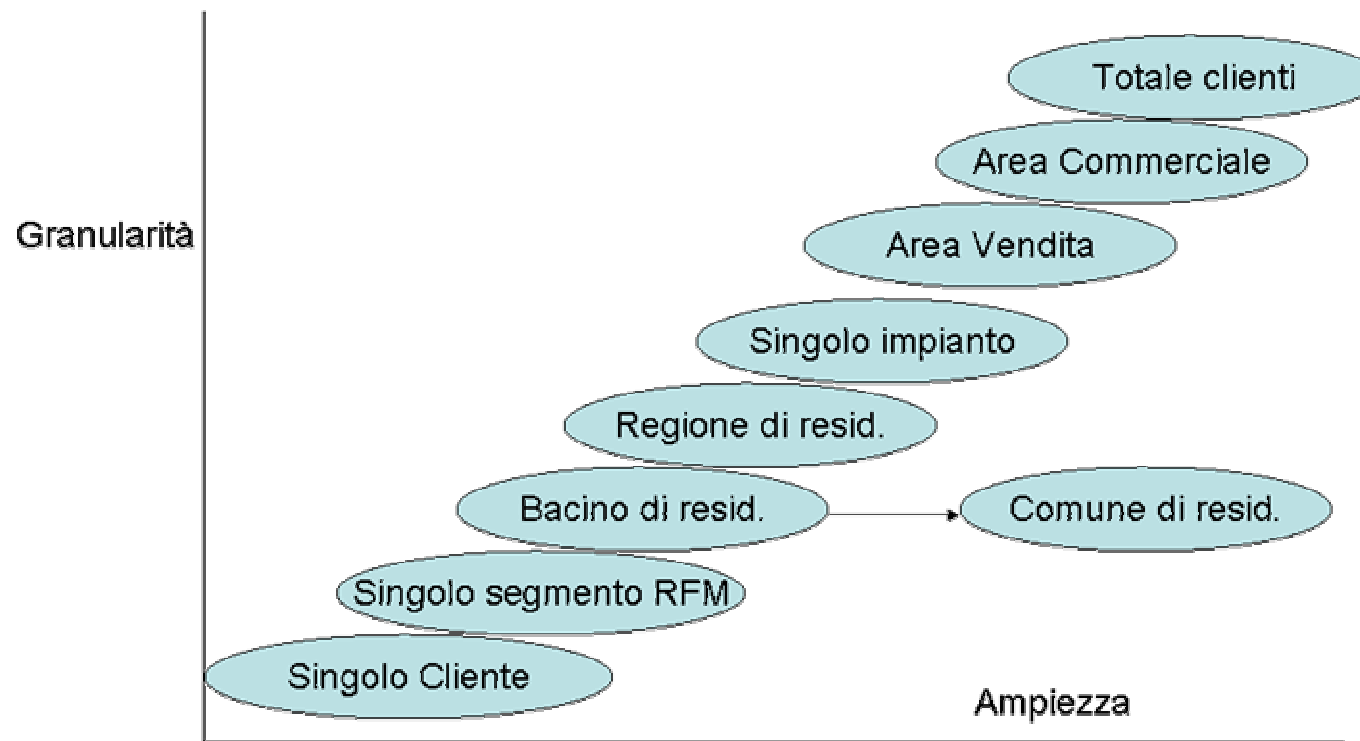 Totale clienti
Area Commerciale
Granularità
Area Vendita
Singolo impianto
Regione di resid.
Bacino di resid.
Comune di resid.
Singolo segmento RFM
Singolo Cliente
Ampiezza